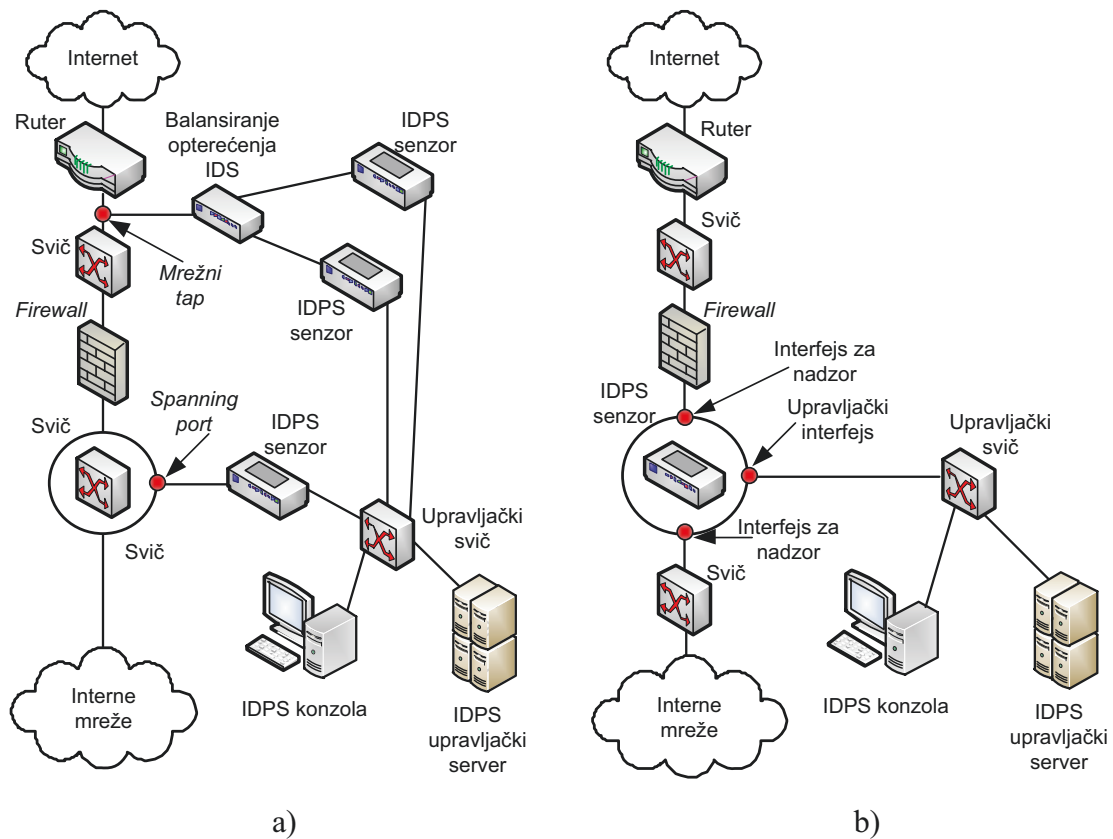 Internet
Ruter
Balansiranje
opterećenja
IDS
IDPS
senzor
Svič
Mrežni
tap
IDPS
senzor
Firewall
Spanning
port
Svič
IDPS
senzor
Svič
Upravljački
svič
Interne
mreže
IDPS konzola
IDPS
upravljački
server
a)
Internet
Ruter
Svič
Firewall
Interfejs za
nadzor
IDPS
senzor
Upravljački
interfejs
Upravljački
svič
Interfejs za
nadzor
Svič
Interne
mreže
IDPS konzola
IDPS
upravljački
server
b)